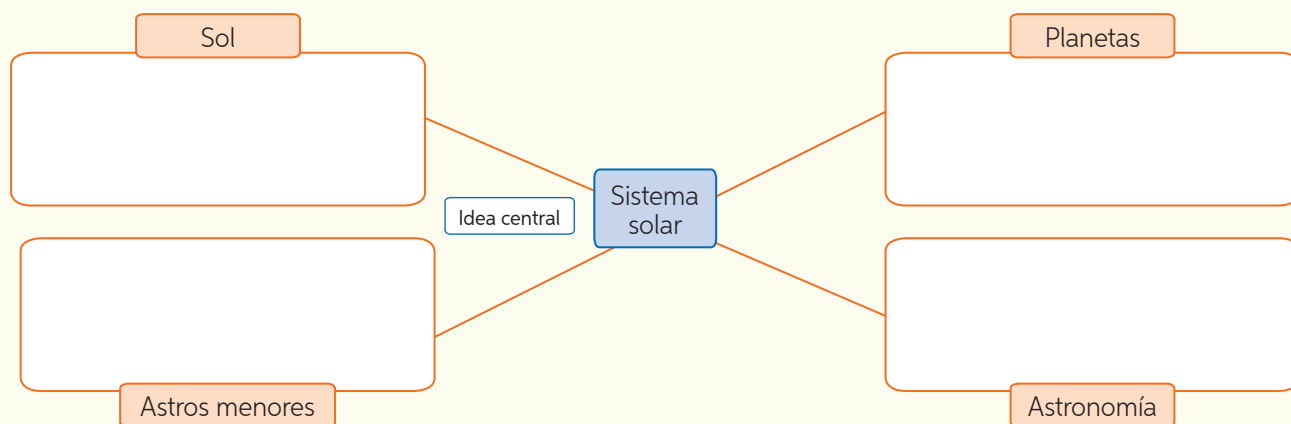 Sol
Planetas
Idea central
Sistema
solar
Astros menores
Astronomía